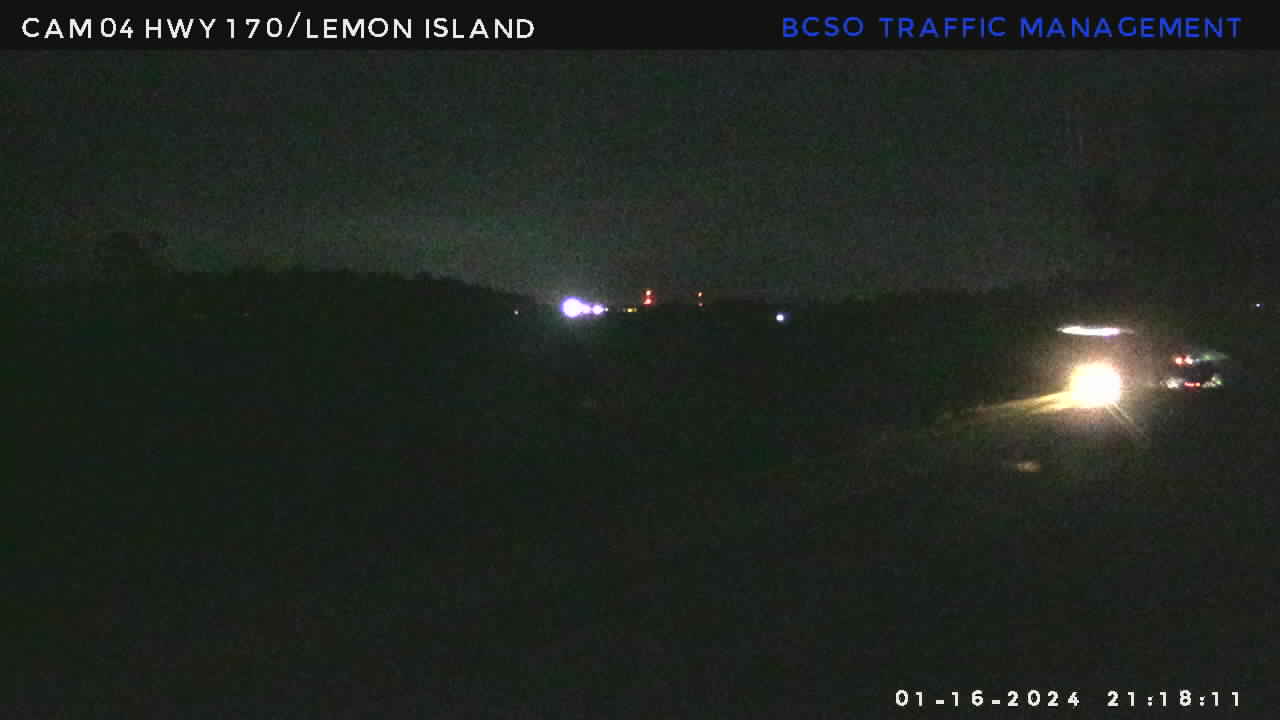 CAM04 HWY 170/LEMON ISLAND
BCSO TRAFFIC MANAGEMENT
01-16-2024 21:18:11